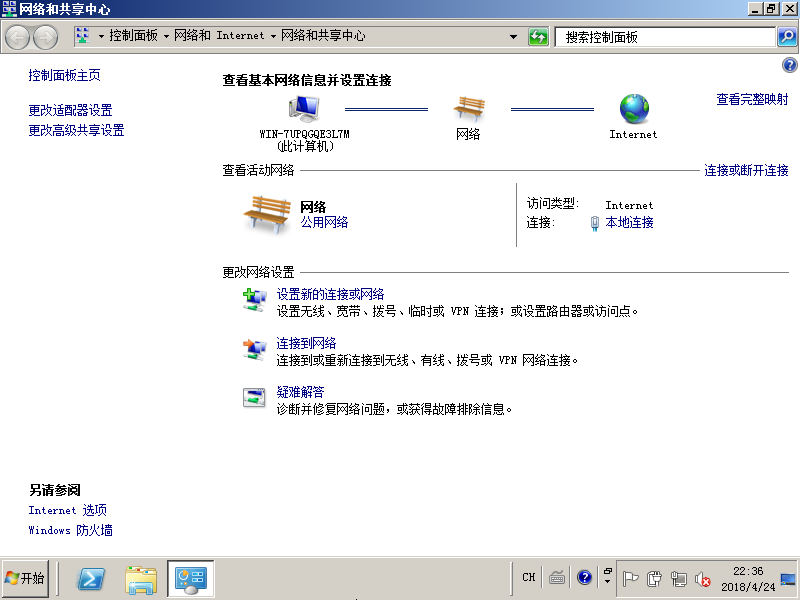 网络和共享中心
控制面板 网络和 Internet 网络和共享中心
搜索控制面板
控制面板主页
更改适配器设置
更改高级共享设置
查看基本网络信息并设置连接
查看完整映射
WIN-7UPQGQE3L7M
(此计算机)
网络
Internet
查看活动网络
连接或断开连接
网络
公用网络
访问类型: Internet
连接: 本地连接
更改网络设置
设置新的连接或网络
设置无线、宽带、拨号、临时或 VPN 连接；或设置路由器或访问点。
连接到网络
连接到或重新连接到无线、有线、拨号或 VPN 网络连接。
疑难解答
诊断并修复网络问题，或获得故障排除信息。
另请参阅
Internet 选项
Windows 防火墙
开始
CH
22:36
2018/4/24